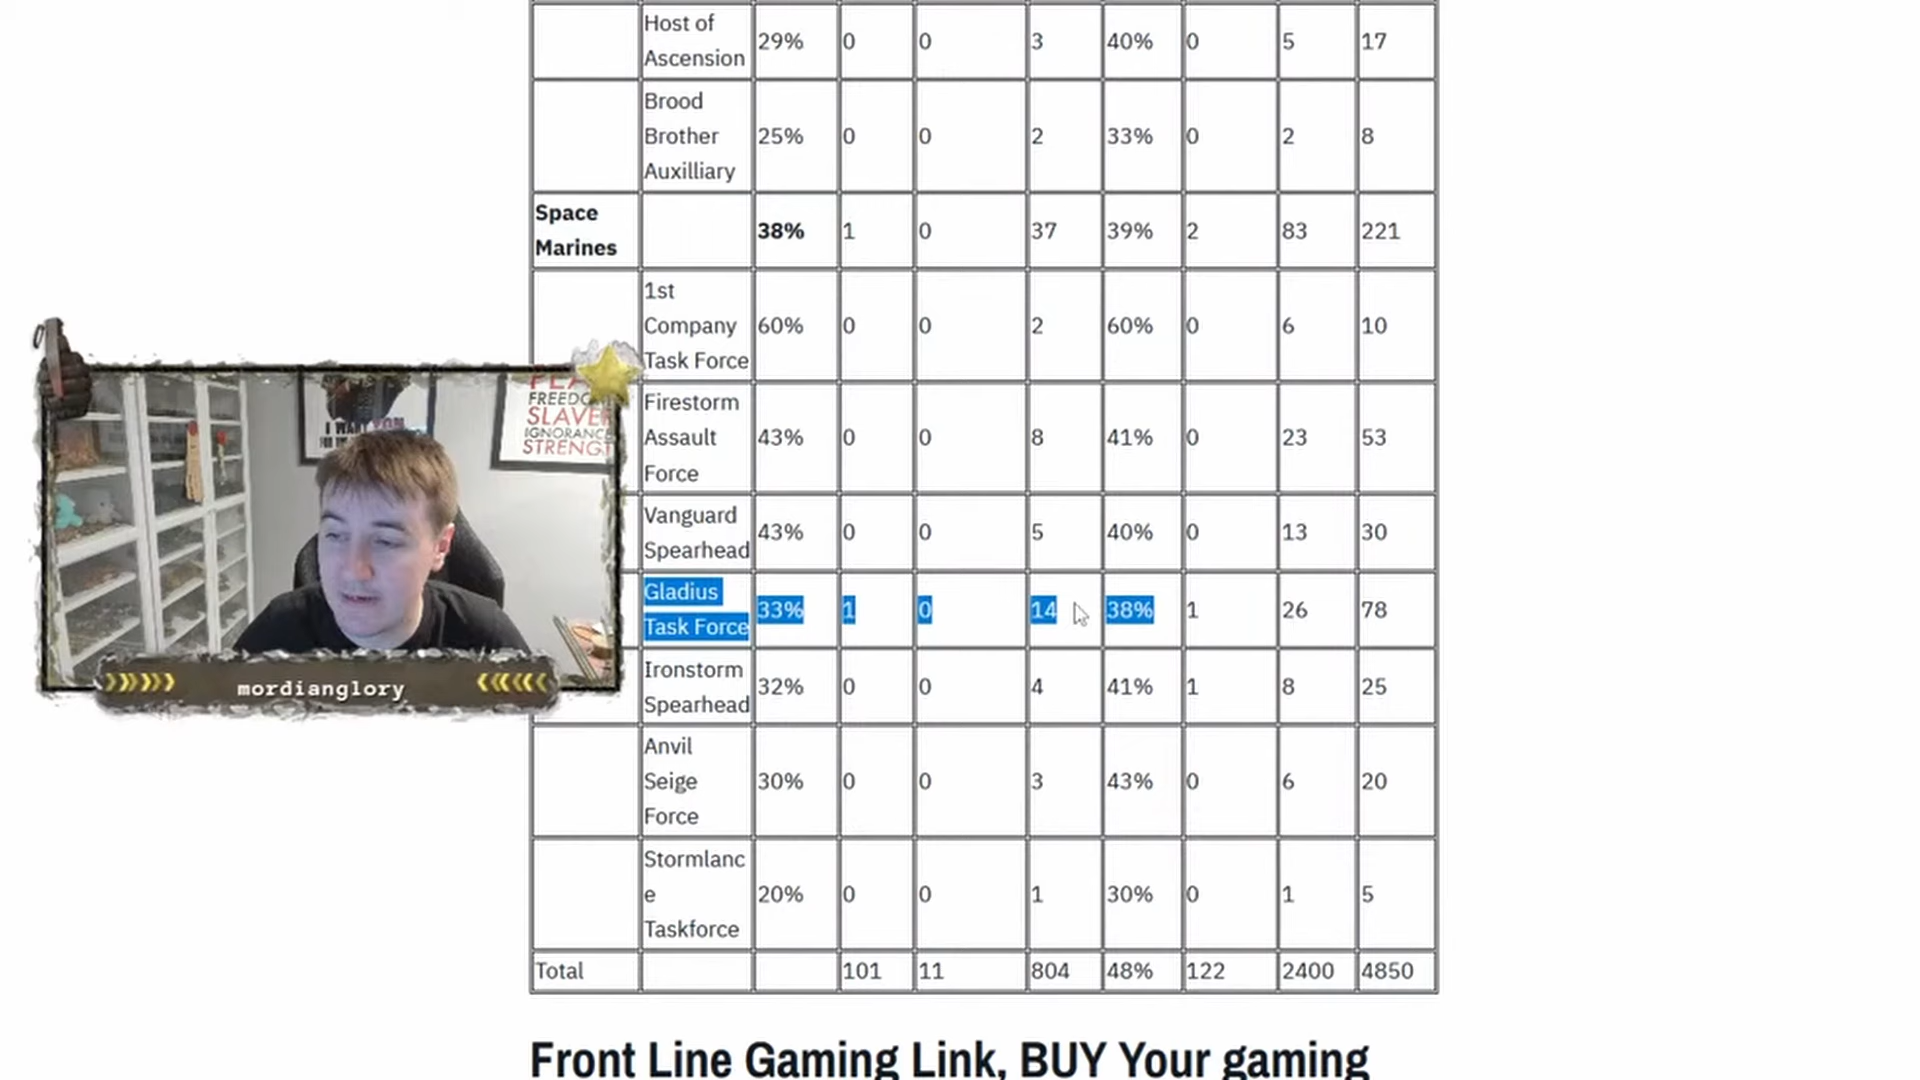 Host of
Ascension
29%
0
0
3
40%
0
5
17
Brood
Brother
Auxilliary
25%
0
0
2
33%
0
2
8
Space
Marines
38%
1
0
37
39%
2
83
221
1st
Company
Task Force
60%
0
0
2
60%
0
6
10
Firestorm
Assault
Force
43%
0
0
8
41%
0
23
53
Vanguard
Spearhead
43%
0
0
5
40%
0
13
30
Gladius
Task Force
33%
1
0
14
38%
1
26
78
Ironstorm
Spearhead
32%
0
0
4
41%
1
8
25
Anvil
Seige
Force
30%
0
0
3
43%
0
6
20
Stormlanc
e
Taskforce
20%
0
0
1
30%
0
1
5
Total
101
11
804
48%
122
2400
4850
I WANT YOU
FREEDO
SLAVER
IGNORANCE
STRENGT
mordianglory
Front Line Gaming Link, BUY Your gaming